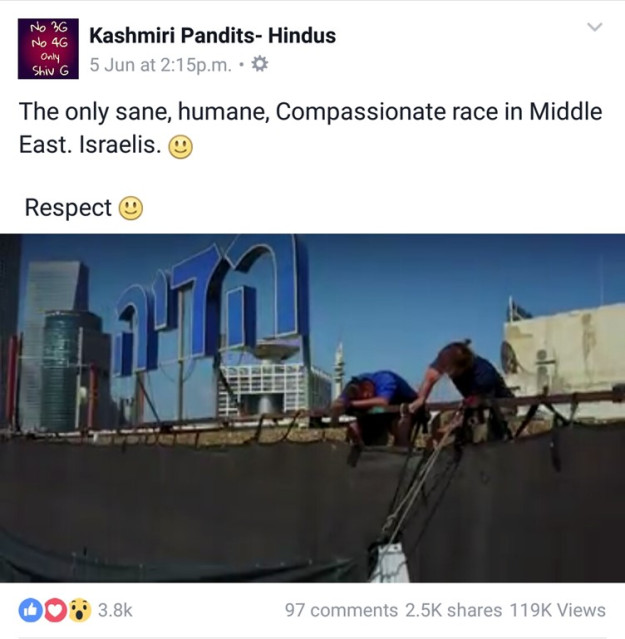 No 3G
No 4G
Only
Shiv G
Kashmiri Pandits- Hindus
5 Jun at 2:15p.m.
The only sane, humane, Compassionate race in Middle
East. Israelis. 🙂
Respect 🙂
3.8k
97 comments 2.5K shares 119K Views